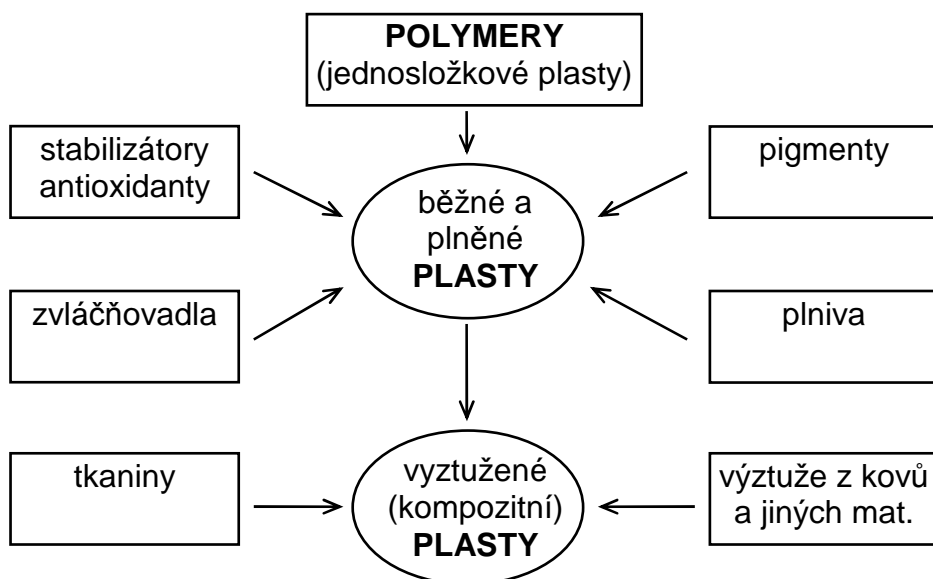 POLYMERY
(jednosložkové plasty)
stabilizátory
antioxidanty
pigmenty
běžné a
plněné
PLASTY
zvláčňovadla
plniva
tkaniny
vyztužené
(kompozitní)
PLASTY
výztuže z kovů
a jiných mat.